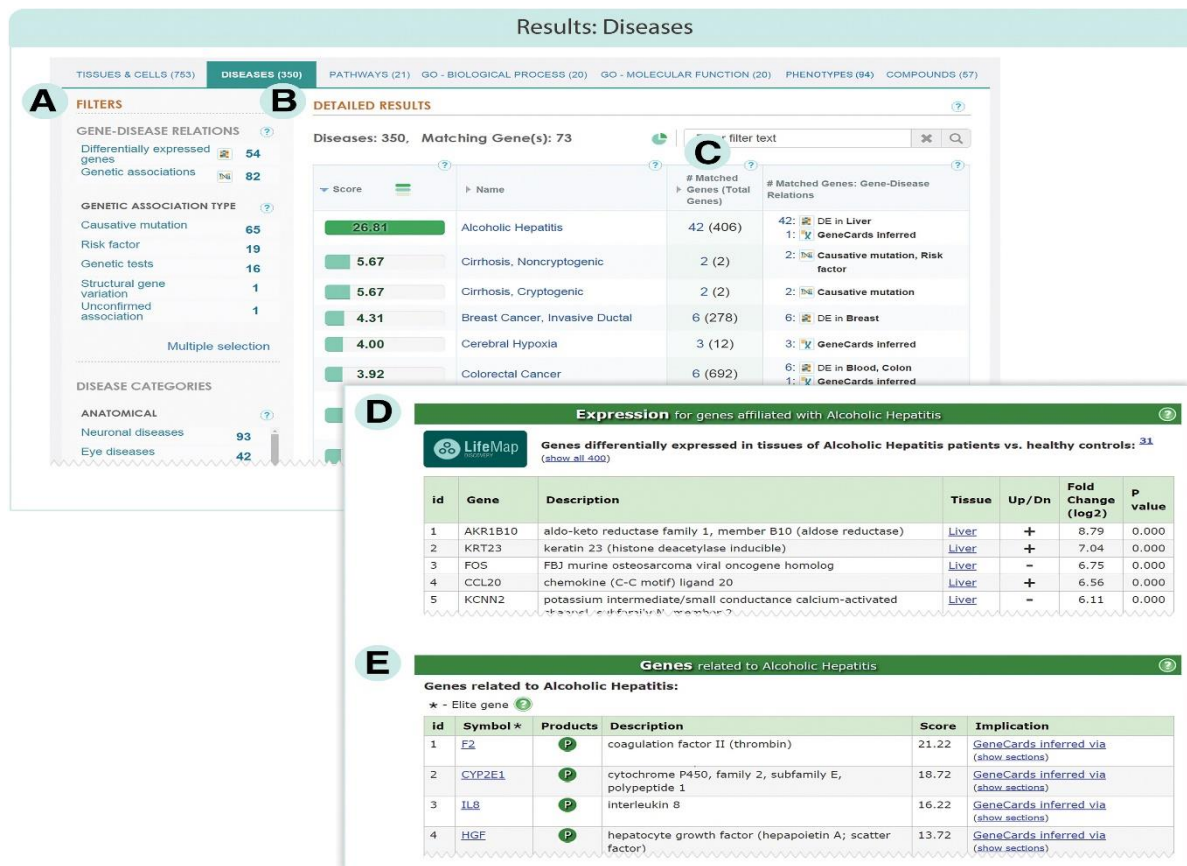 Results: Diseases
TISSUES & CELLS (753) DISEASES (350) PATHWAYS (21) GO - BIOLOGICAL PROCESS (20) GO - MOLECULAR FUNCTION (20) PHENOTYPES (94) COMPOUNDS (57)
A
FILTERS
GENE-DISEASE RELATIONS ?
Differentially expressed genes 54
Genetic associations 82
GENETIC ASSOCIATION TYPE ?
Causative mutation 65
Risk factor 19
Genetic tests 16
Structural gene variation 1
Unconfirmed association 1
Multiple selection
DISEASE CATEGORIES
ANATOMICAL ?
Neuronal diseases 93
Eye diseases 42
B
DETAILED RESULTS ?
Diseases: 350, Matching Gene(s): 73
filter text
C
Score
Name
# Matched Genes (Total Genes)
# Matched Genes: Gene-Disease Relations
26.81 Alcoholic Hepatitis 42 (406) 42: DE in Liver
1: GeneCards inferred
5.67 Cirrhosis, Noncryptogenic 2 (2) 2: Causative mutation, Risk factor
5.67 Cirrhosis, Cryptogenic 2 (2) 2: Causative mutation
4.31 Breast Cancer, Invasive Ductal 6 (278) 6: DE in Breast
4.00 Cerebral Hypoxia 3 (12) 3: GeneCards inferred
3.92 Colorectal Cancer 6 (692) 6: DE in Blood, Colon
1: GeneCards inferred
D
Expression for genes affiliated with Alcoholic Hepatitis ?
LifeMap
DISCOVERY
Genes differentially expressed in tissues of Alcoholic Hepatitis patients vs. healthy controls: 31
(show all 400)
id Gene Description Tissue Up/Dn Fold Change (log2) P value
1 AKR1B10 aldo-keto reductase family 1, member B10 (aldose reductase) Liver + 8.79 0.000
2 KRT23 keratin 23 (histone deacetylase inducible) Liver + 7.04 0.000
3 FOS FBJ murine osteosarcoma viral oncogene homolog Liver - 6.75 0.000
4 CCL20 chemokine (C-C motif) ligand 20 Liver + 6.56 0.000
5 KCNN2 potassium intermediate/small conductance calcium-activated Liver - 6.11 0.000
E
Genes related to Alcoholic Hepatitis ?
Genes related to Alcoholic Hepatitis:
* - Elite gene ?
id Symbol * Products Description Score Implication
1 F2 P coagulation factor II (thrombin) 21.22 GeneCards inferred via
(show sections)
2 CYP2E1 P cytochrome P450, family 2, subfamily E, polypeptide 1 18.72 GeneCards inferred via
(show sections)
3 IL8 P interleukin 8 16.22 GeneCards inferred via
(show sections)
4 HGF P hepatocyte growth factor (hepapoietin A; scatter factor) 13.72 GeneCards inferred via
(show sections)